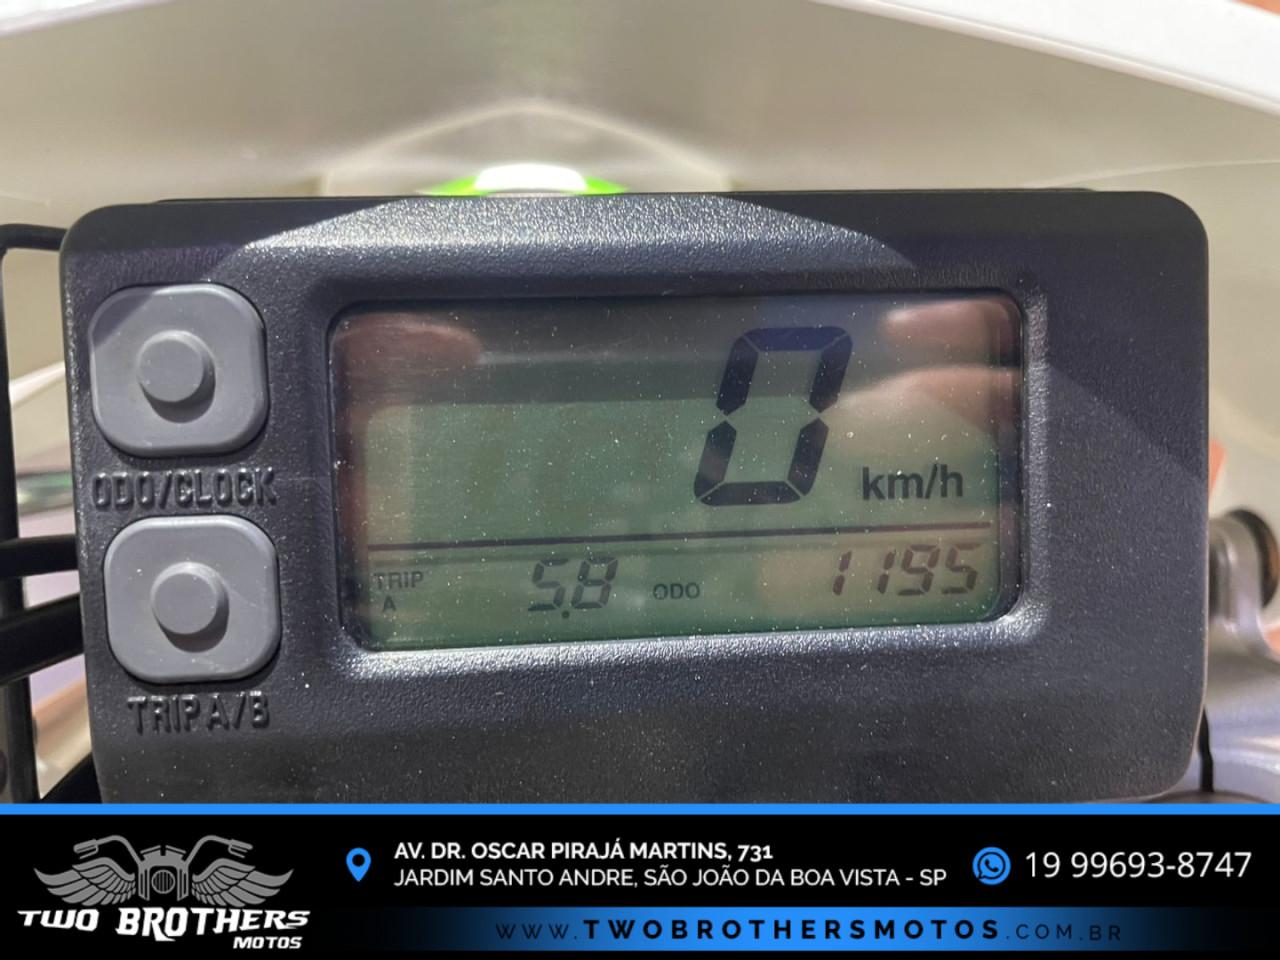 0
km/h
ODO/CLOCK
TRIP A 5.8 ODO 1195
TRIP A/B
TWO BROTHERS
MOTOS
AV. DR. OSCAR PIRAJÁ MARTINS, 731
JARDIM SANTO ANDRE, SÃO JOÃO DA BOA VISTA - SP
19 99693-8747
WWW.TWOBROTHERSMOTOS.COM.BR